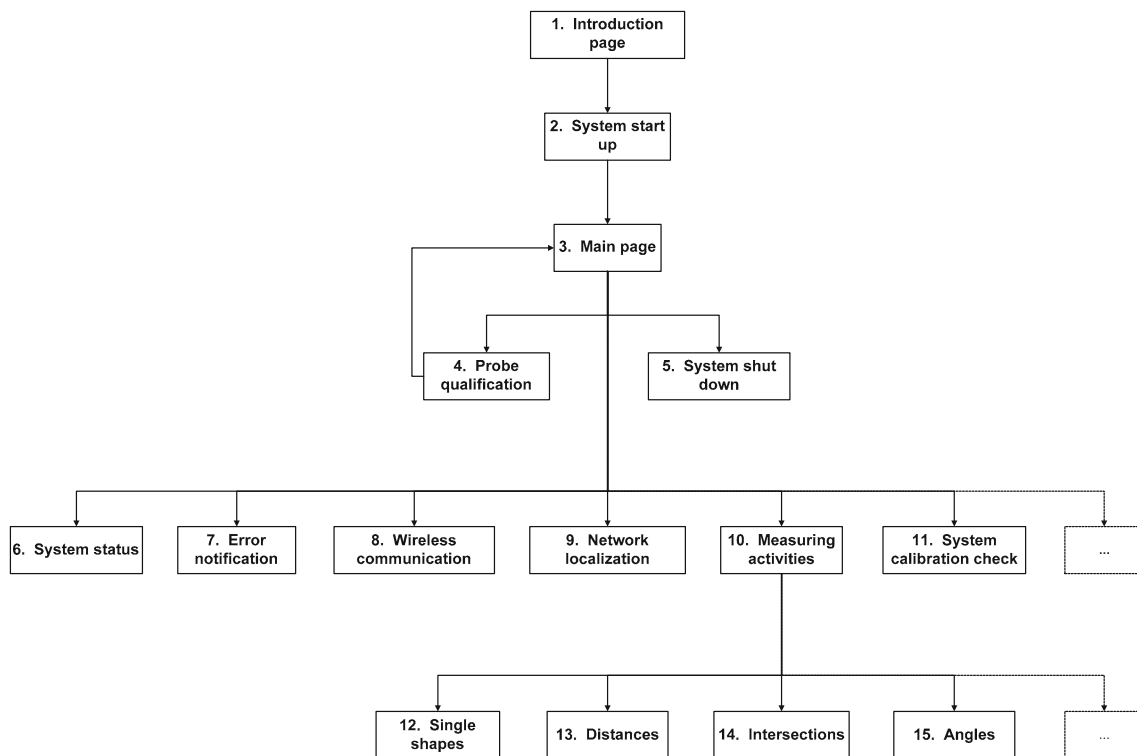 1. Introduction
page
2. System start
up
3. Main page
4. Probe
qualification
5. System shut
down
6. System status
7. Error
notification
8. Wireless
communication
9. Network
localization
10. Measuring
activities
11. System
calibration check
...
12. Single
shapes
13. Distances
14. Intersections
15. Angles
...